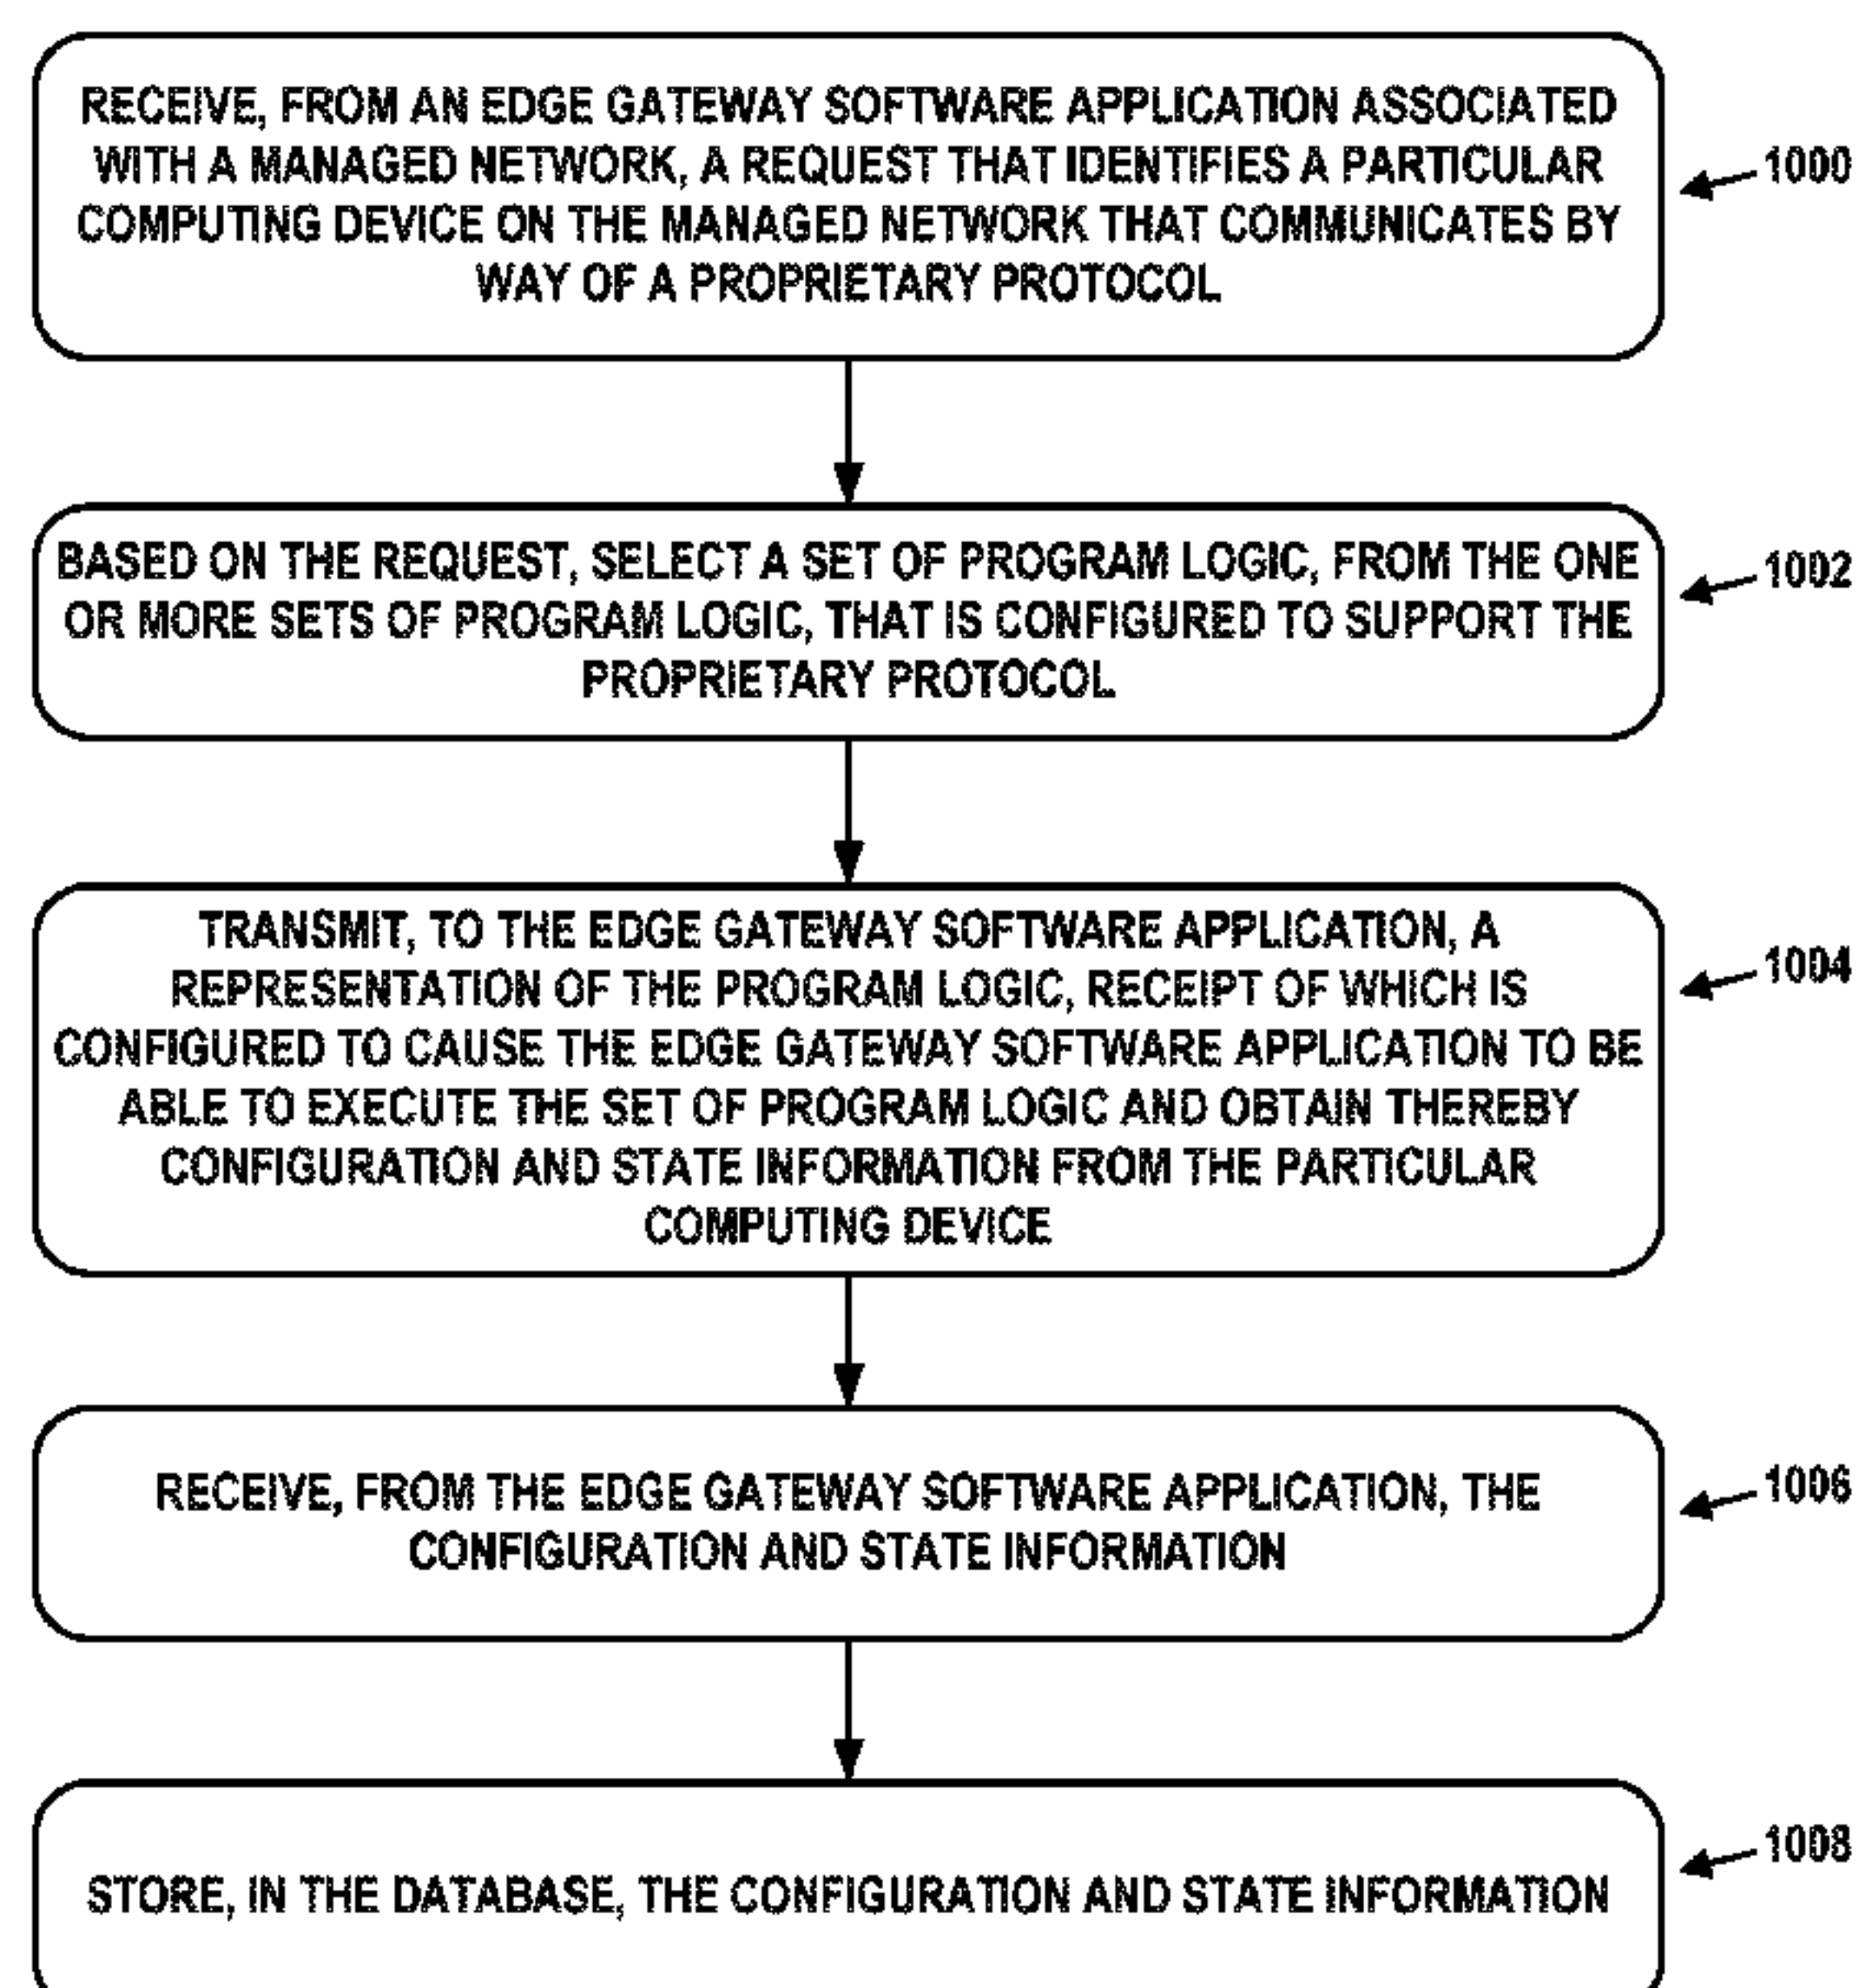 RECEIVE, FROM AN EDGE GATEWAY SOFTWARE APPLICATION ASSOCIATED
WITH A MANAGED NETWORK, A REQUEST THAT IDENTIFIES A PARTICULAR
COMPUTING DEVICE ON THE MANAGED NETWORK THAT COMMUNICATES BY
WAY OF A PROPRIETARY PROTOCOL
1000
BASED ON THE REQUEST, SELECT A SET OF PROGRAM LOGIC, FROM THE ONE
OR MORE SETS OF PROGRAM LOGIC, THAT IS CONFIGURED TO SUPPORT THE
PROPRIETARY PROTOCOL
1002
TRANSMIT, TO THE EDGE GATEWAY SOFTWARE APPLICATION, A
REPRESENTATION OF THE PROGRAM LOGIC, RECEIPT OF WHICH IS
CONFIGURED TO CAUSE THE EDGE GATEWAY SOFTWARE APPLICATION TO BE
ABLE TO EXECUTE THE SET OF PROGRAM LOGIC AND OBTAIN THEREBY
CONFIGURATION AND STATE INFORMATION FROM THE PARTICULAR
COMPUTING DEVICE
1004
RECEIVE, FROM THE EDGE GATEWAY SOFTWARE APPLICATION, THE
CONFIGURATION AND STATE INFORMATION
1006
STORE, IN THE DATABASE, THE CONFIGURATION AND STATE INFORMATION
1008